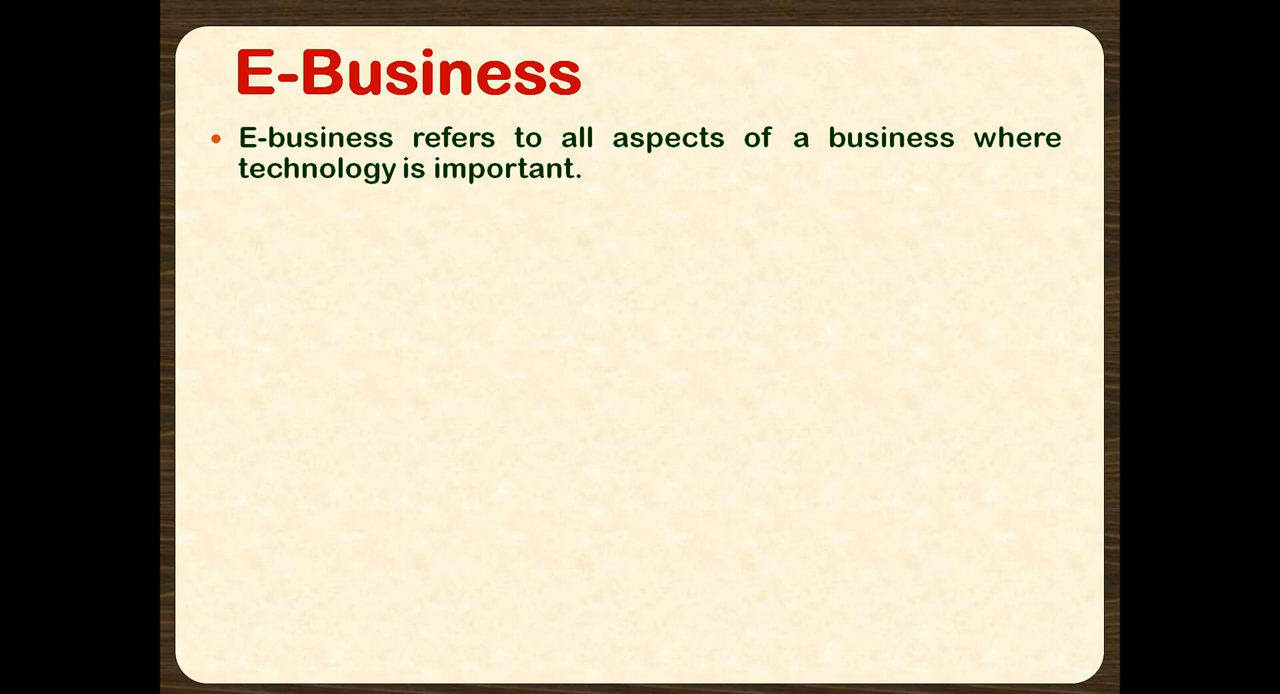 E-Business
• E-business refers to all aspects of a business where
technology is important.